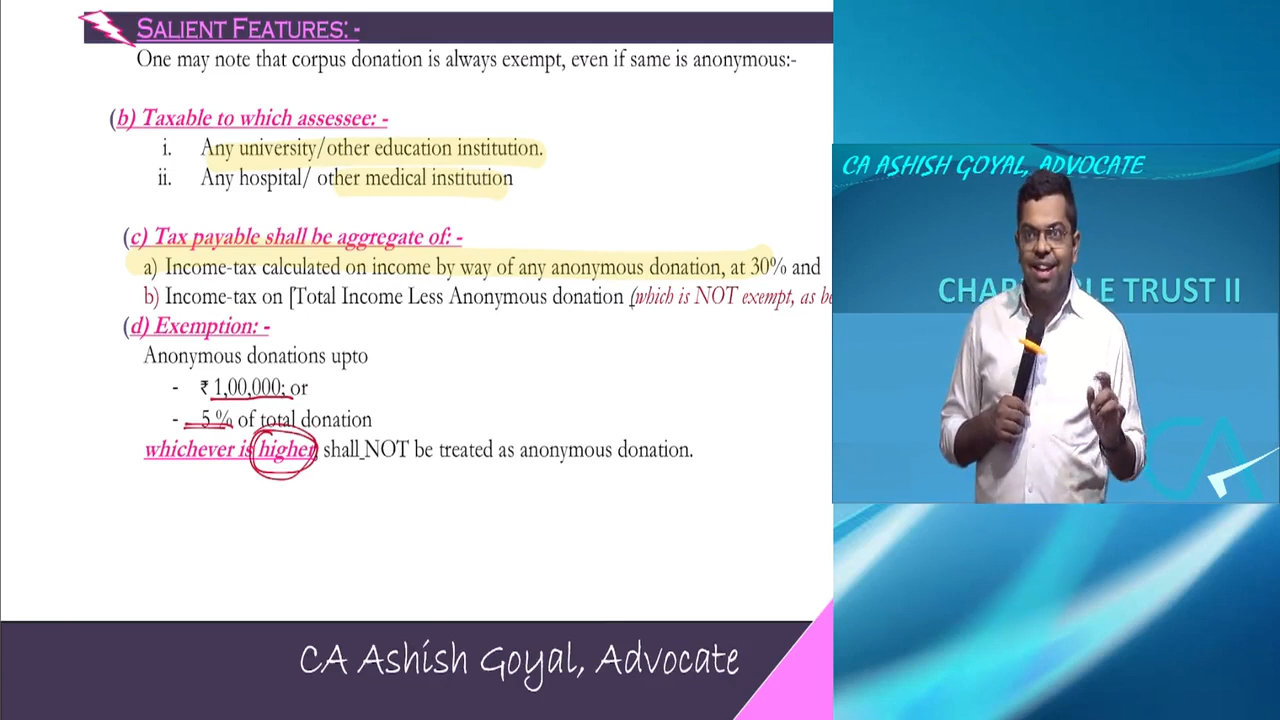 SALIENT FEATURES: -
One may note that corpus donation is always exempt, even if same is anonymous:-
(b) Taxable to which assessee: -
i. Any university/other education institution.
ii. Any hospital/ other medical institution
(c) Tax payable shall be aggregate of: -
a) Income-tax calculated on income by way of any anonymous donation, at 30% and
b) Income-tax on [Total Income Less Anonymous donation (which is NOT exempt, as be
(d) Exemption: -
Anonymous donations upto
- ₹ 1,00,000; or
- 5 % of total donation
whichever is higher, shall NOT be treated as anonymous donation.
CA Ashish Goyal, Advocate
CA ASHISH GOYAL, ADVOCATE
TRUST II
CA